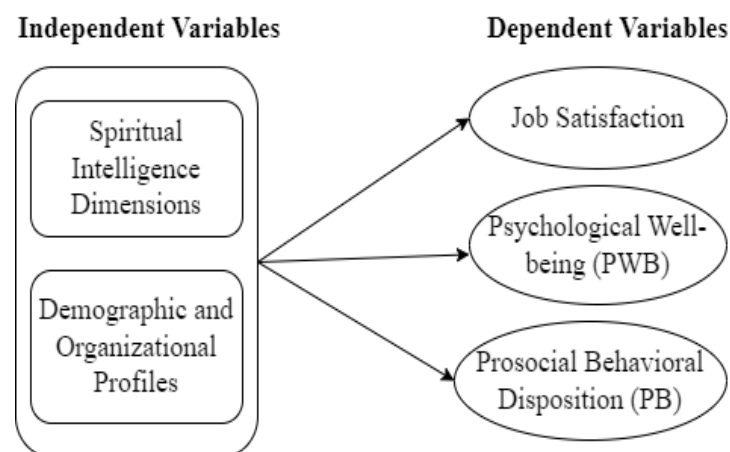 Independent Variables
Dependent Variables
Spiritual
Intelligence
Dimensions
Demographic and
Organizational
Profiles
Job Satisfaction
Psychological Well-
being (PWB)
Prosocial Behavioral
Disposition (PB)